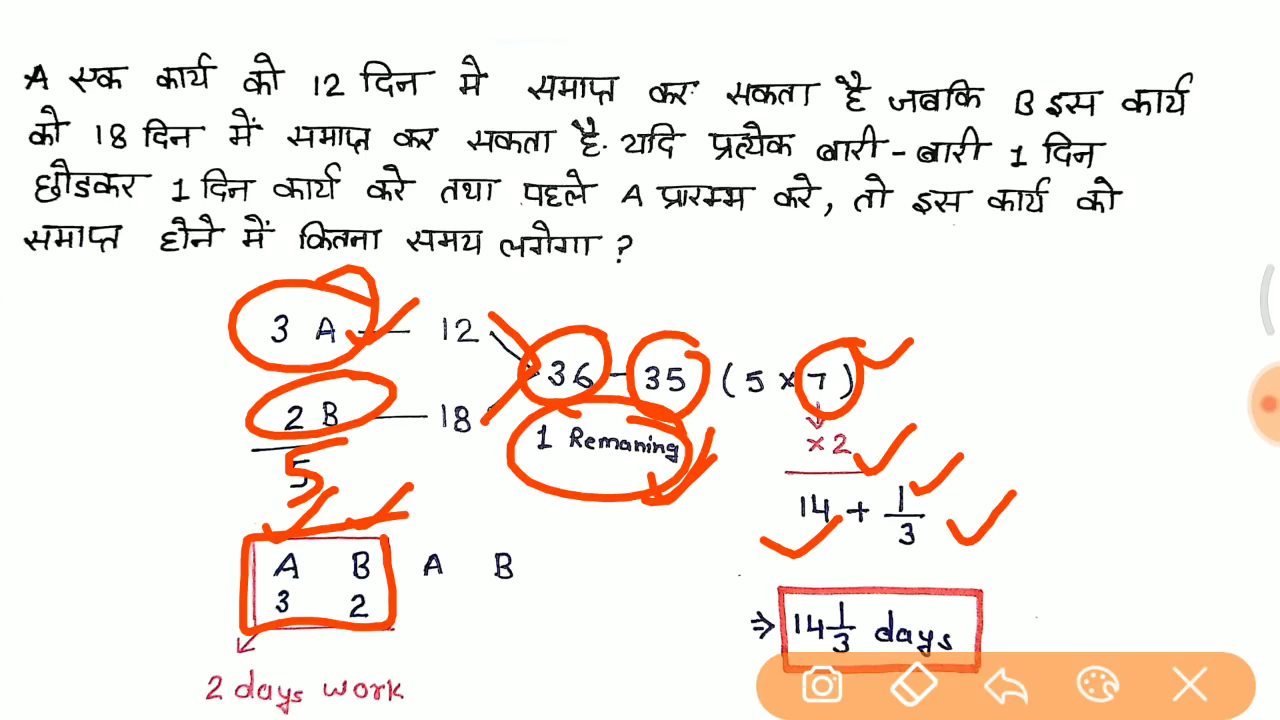 A एक कार्य को 12 दिन मे समाप्त कर सकता है जबकि B इस कार्य
को 18 दिन में समाप्त कर सकता है. यदि प्रत्येक बारी-बारी 1 दिन
छोडकर 1 दिन कार्य करे तथा पहले A प्रारम्भ करे, तो इस कार्य को
समाप्त होने में कितना समय लगेगा ?
3 A — 12
36 - 35 ( 5 × 7 )
2 B — 18
1 Remaning
×2
5
14 + 1/3
A B A B
3 2
⇒ 14 1/3 days
2 days work